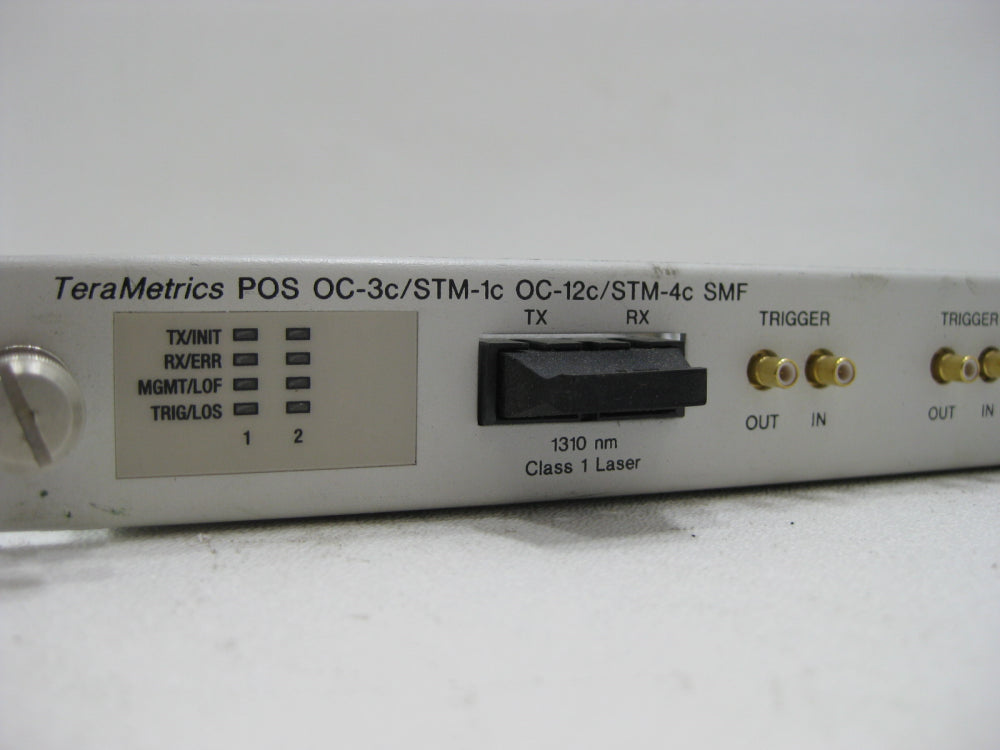 TeraMetrics POS OC-3c/STM-1c OC-12c/STM-4c SMF
TX/INIT
RX/ERR
MGMT/LOF
TRIG/LOS
1 2
TX RX
1310 nm
Class 1 Laser
TRIGGER
OUT IN
TRIGGER
OUT IN